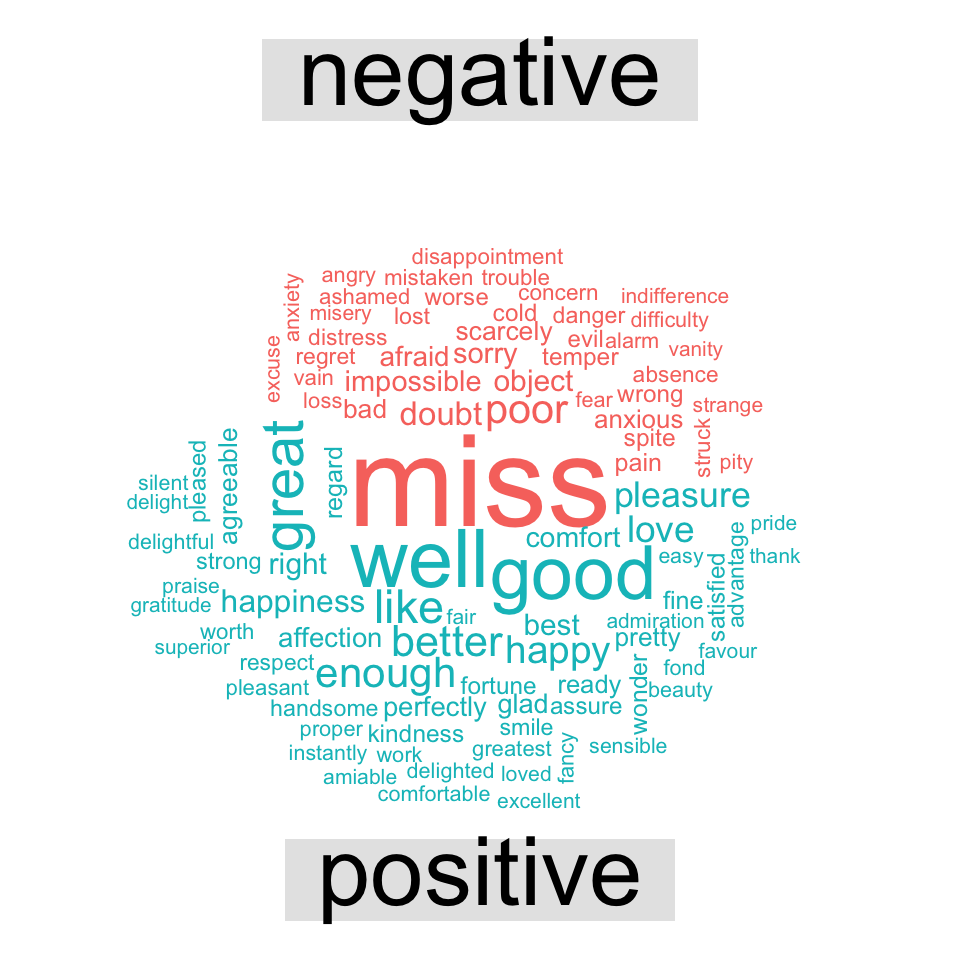 negative
disappointment
angry mistaken trouble
anxiety ashamed worse concern indifference
misery lost cold danger difficulty
distress scarcely evil alarm vanity
excuse regret afraid sorry temper
vain impossible object absence
loss bad doubt poor fear wrong strange
anxious
spite
struck
miss pain pity
great regard
pleased agreeable silent
delight pleasure
well good comfort love pride
delightful easy thank
strong right satisfied advantage
praise
gratitude happiness like fair fine
worth affection better best admiration
superior happy pretty favour
respect enough fond
pleasant fortune ready wonder beauty
handsome perfectly glad assure
proper kindness smile
instantly work greatest fancy sensible
amiable delighted loved
comfortable excellent
positive